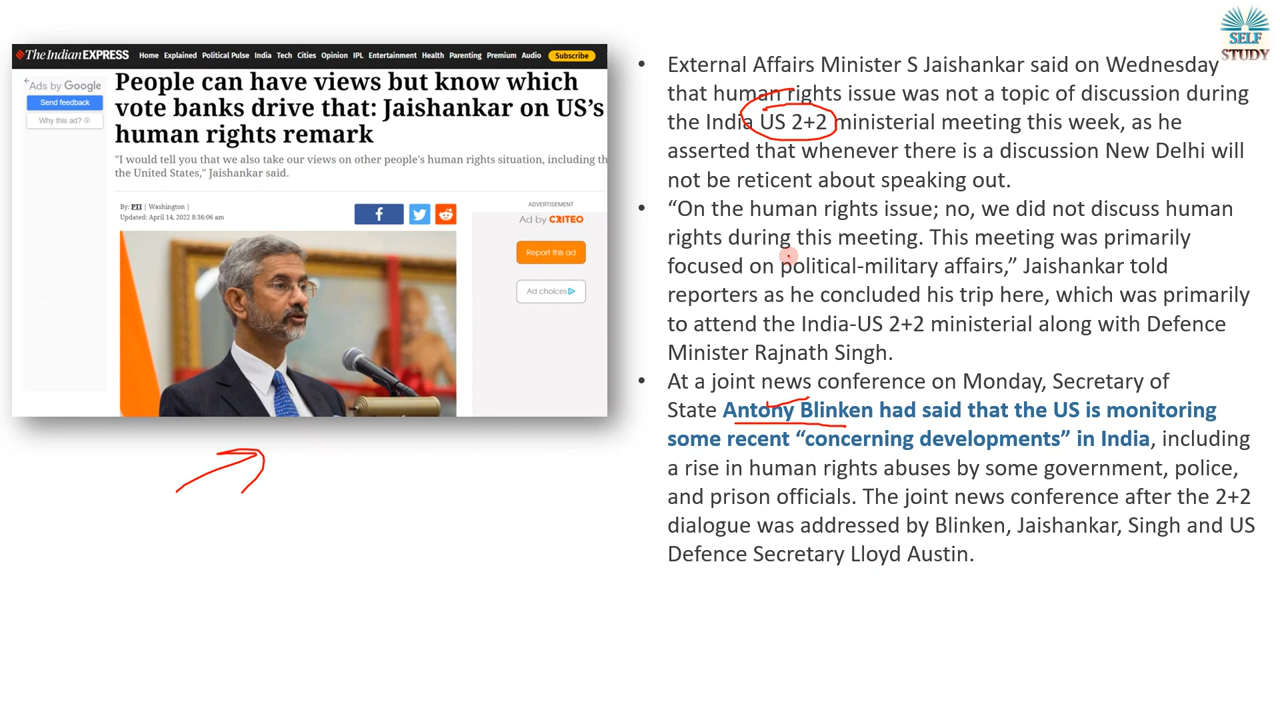 The Indian EXPRESS
Home Explained Political Pulse India Tech Cities Opinion IPL Entertainment Health Parenting Premium Audio Subscribe
Ads by Google
Send feedback
Why this ad?
People can have views but know which
vote banks drive that: Jaishankar on US's
human rights remark
"I would tell you that we also take our views on other people's human rights situation, including th
the United States," Jaishankar said.
By: PTI | Washington |
Updated: April 14, 2022 8:36:06 am
ADVERTISEMENT
Ad by CRITEO
Report this ad
Ad choices
SELF
STUDY
• External Affairs Minister S Jaishankar said on Wednesday
that human rights issue was not a topic of discussion during
the India US 2+2 ministerial meeting this week, as he
asserted that whenever there is a discussion New Delhi will
not be reticent about speaking out.
• “On the human rights issue; no, we did not discuss human
rights during this meeting. This meeting was primarily
focused on political-military affairs,” Jaishankar told
reporters as he concluded his trip here, which was primarily
to attend the India-US 2+2 ministerial along with Defence
Minister Rajnath Singh.
• At a joint news conference on Monday, Secretary of
State Antony Blinken had said that the US is monitoring
some recent “concerning developments” in India, including
a rise in human rights abuses by some government, police,
and prison officials. The joint news conference after the 2+2
dialogue was addressed by Blinken, Jaishankar, Singh and US
Defence Secretary Lloyd Austin.